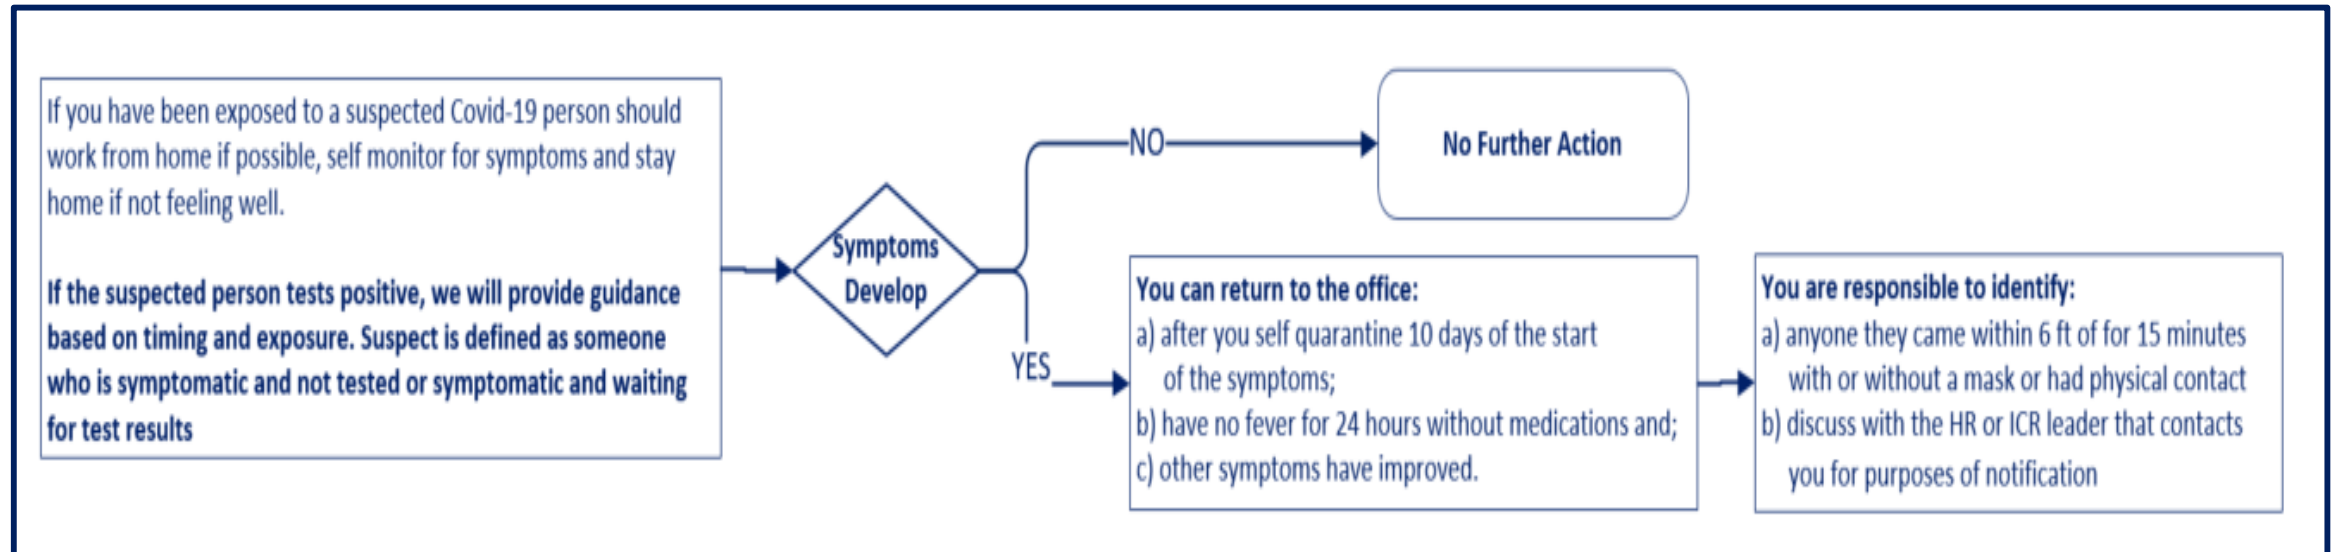 If you have been exposed to a suspected Covid-19 person should
work from home if possible, self monitor for symptoms and stay
home if not feeling well.
If the suspected person tests positive, we will provide guidance
based on timing and exposure. Suspect is defined as someone
who is symptomatic and not tested or symptomatic and waiting
for test results
Symptoms
Develop
NO
No Further Action
YES
You can return to the office:
a) after you self quarantine 10 days of the start
of the symptoms;
b) have no fever for 24 hours without medications and;
c) other symptoms have improved.
You are responsible to identify:
a) anyone they came within 6 ft of for 15 minutes
with or without a mask or had physical contact
b) discuss with the HR or ICR leader that contacts
you for purposes of notification